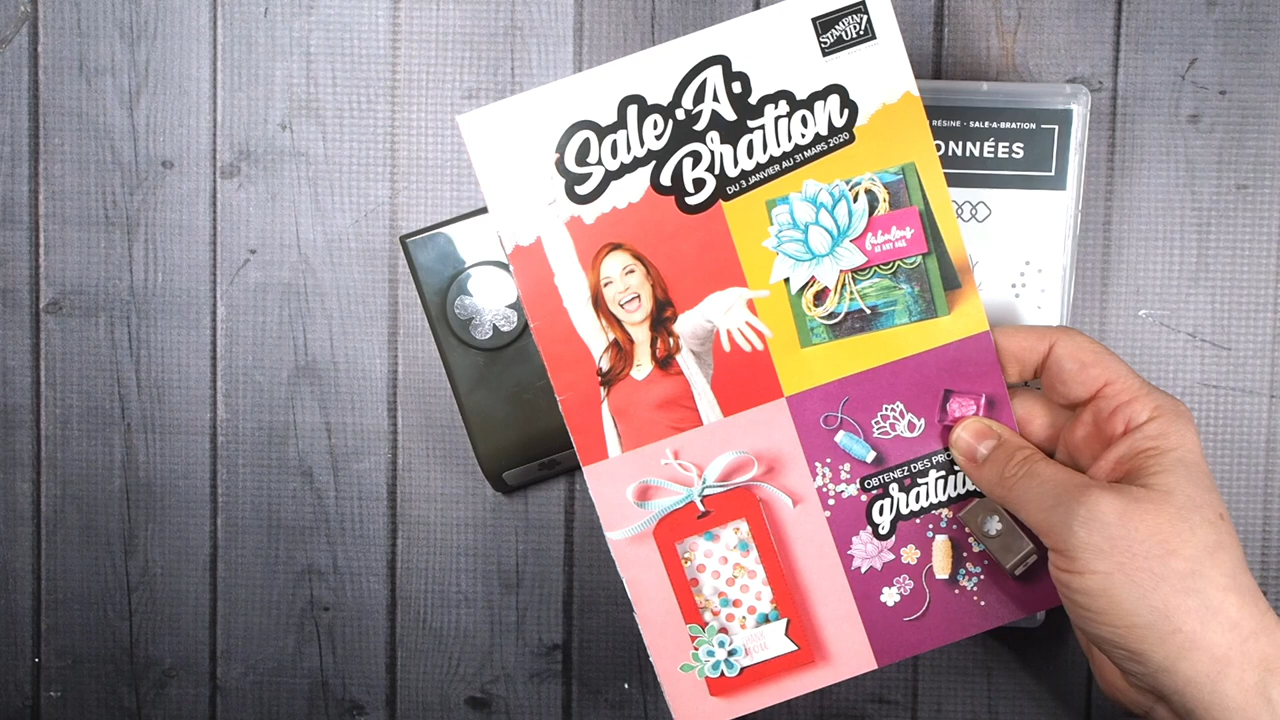 STAMPIN'
UP!
Sale·A·
Bration
DU 3 JANVIER AU 31 MARS 2020
RÉSINE • SALE-A-BRATION
ONNÉES
fabulous
AT ANY AGE
OBTENEZ DES PRO
gratui
you